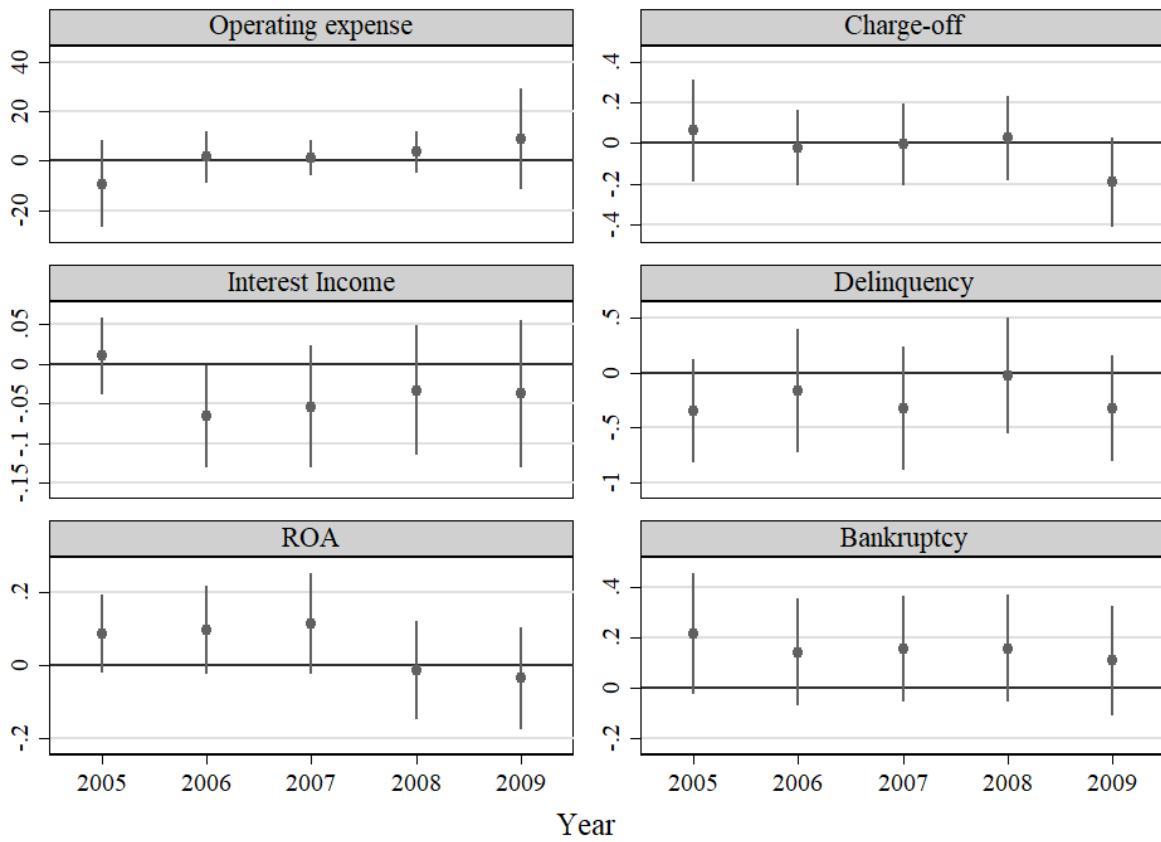 Operating expense
40
20
0
-20
Charge-off
.4
.2
0
-.2
-.4
Interest Income
.05
0
-.05
-.1
-.15
Delinquency
.5
0
-.5
-1
ROA
.2
0
-.2
Bankruptcy
.4
.2
0
-.2
2005 2006 2007 2008 2009
2005 2006 2007 2008 2009
Year